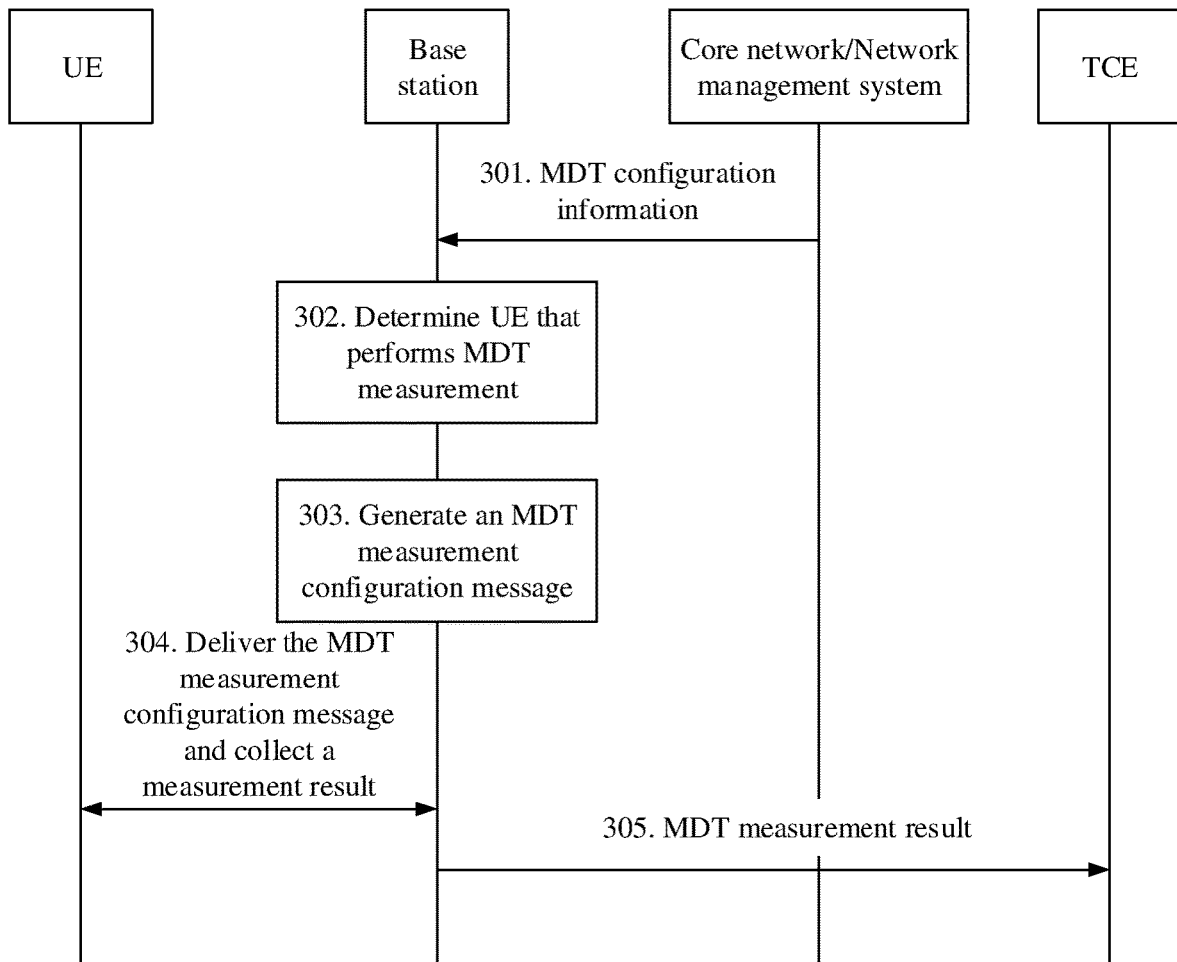 UE
Base
station
Core network/Network
management system
TCE
301. MDT configuration
information
302. Determine UE that
performs MDT
measurement
303. Generate an MDT
measurement
configuration message
304. Deliver the MDT
measurement
configuration message
and collect a
measurement result
305. MDT measurement result